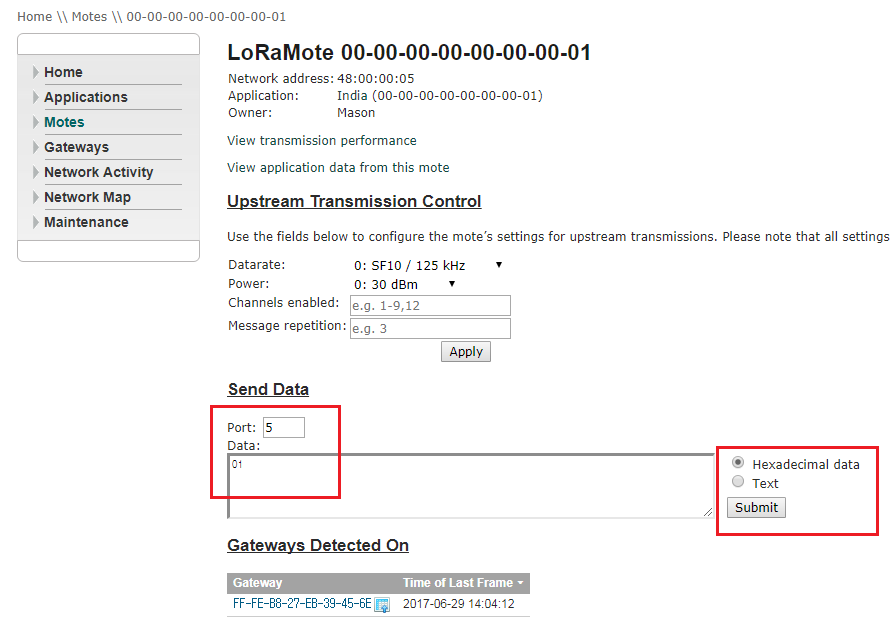 Home \\ Motes \\ 00-00-00-00-00-00-00-01
Home
Applications
Motes
Gateways
Network Activity
Network Map
Maintenance
LoRaMote 00-00-00-00-00-00-00-01
Network address: 48:00:00:05
Application: India (00-00-00-00-00-00-00-01)
Owner: Mason
View transmission performance
View application data from this mote
Upstream Transmission Control
Use the fields below to configure the mote's settings for upstream transmissions. Please note that all settings
Datarate: 0: SF10 / 125 kHz
Power: 0: 30 dBm
Channels enabled: e.g. 1-9,12
Message repetition: e.g. 3
Apply
Send Data
Port: 5
Data:
01
Hexadecimal data
Text
Submit
Gateways Detected On
Gateway Time of Last Frame
FF-FE-B8-27-EB-39-45-6E 2017-06-29 14:04:12